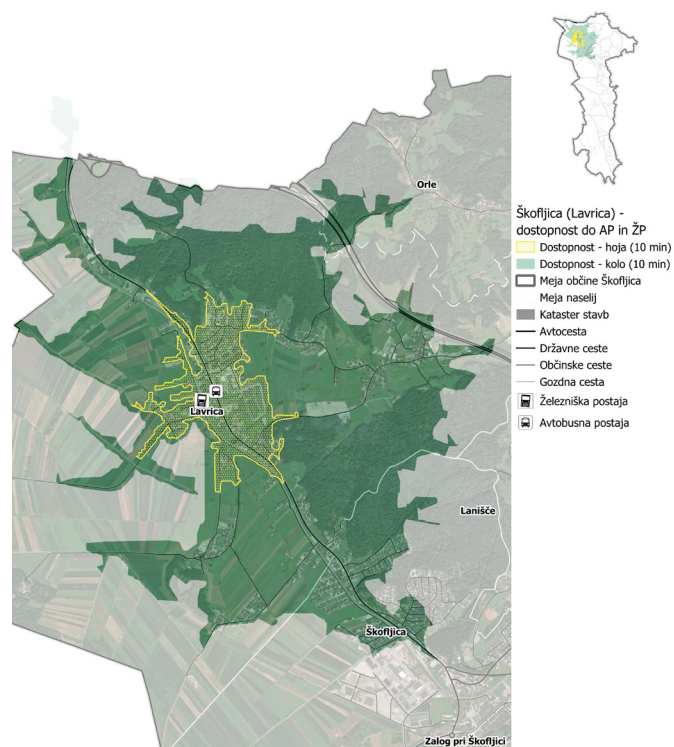 Orle
Lavrica
Lanišče
Škofljica
Zalog pri Škofljici
Škofljica (Lavrica) -
dostopnost do AP in ŽP
Dostopnost - hoja (10 min)
Dostopnost - kolo (10 min)
Meja občine Škofljica
Meja naselij
Kataster stavb
Avtocesta
Državne ceste
Občinske ceste
Gozdna cesta
Železniška postaja
Avtobusna postaja